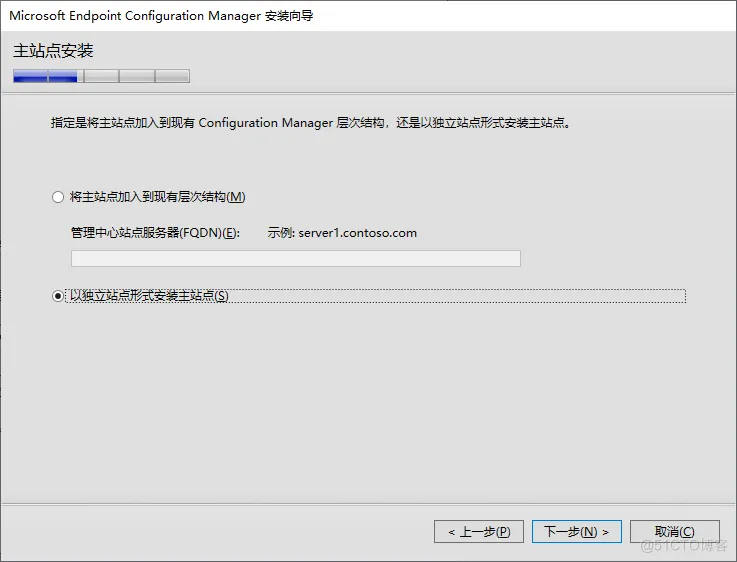 Microsoft Endpoint Configuration Manager 安装向导
主站点安装
指定是将主站点加入到现有 Configuration Manager 层次结构，还是以独立站点形式安装主站点。
将主站点加入到现有层次结构(M)
管理中心站点服务器(FQDN)(E): 示例: server1.contoso.com
以独立站点形式安装主站点(S)
< 上一步(P) 下一步(N) > 取消(C)
@51CTO博客